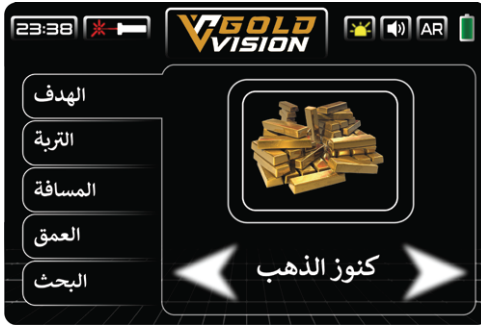 23:38
GOLD
VISION
AR
الهدف
التربة
المسافة
العمق
البحث
كنوز الذهب